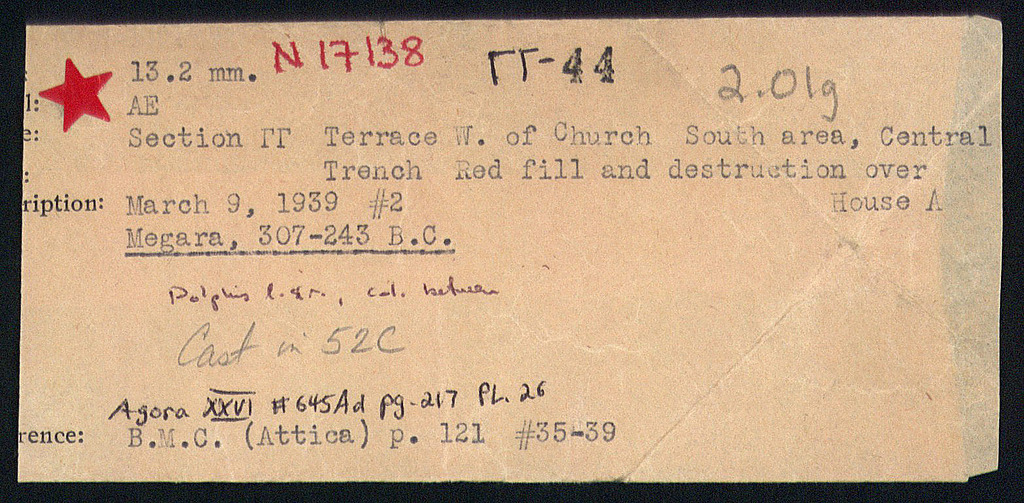 13.2 mm. N 17138 ΓΓ-44 2.01g
l: AE
e: Section ΓΓ Terrace W. of Church South area, Central
: Trench Red fill and destruction over
ription: March 9, 1939 #2 House A
Megara, 307-243 B.C.
Dolphins l. & r., col. between
Cast in 52C
Agora XXVI #645Ad pg-217 PL. 26
rence: B.M.C. (Attica) p. 121 #35-39